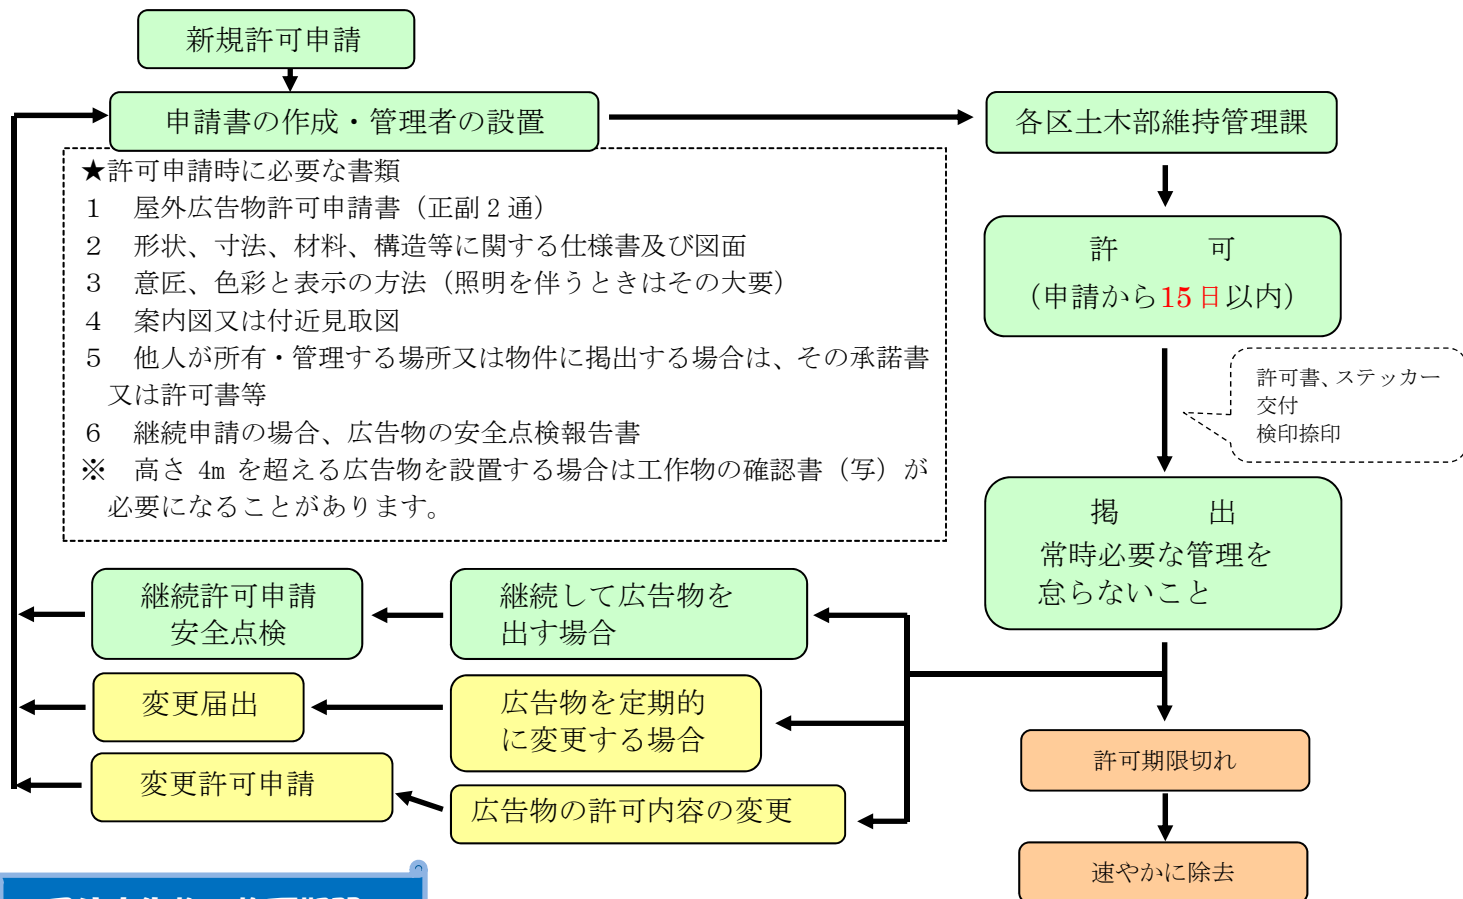 新規許可申請
申請書の作成・管理者の設置
各区土木部維持管理課
★許可申請時に必要な書類
1　屋外広告物許可申請書（正副2通）
2　形状、寸法、材料、構造等に関する仕様書及び図面
3　意匠、色彩と表示の方法（照明を伴うときはその大要）
4　案内図又は付近見取図
5　他人が所有・管理する場所又は物件に掲出する場合は、その承諾書
又は許可書等
6　継続申請の場合、広告物の安全点検報告書
※　高さ 4m を超える広告物を設置する場合は工作物の確認書（写）が
必要になることがあります。
許　可
（申請から15日以内）
許可書、ステッカー
交付
検印捺印
掲　出
常時必要な管理を
怠らないこと
継続許可申請
安全点検
継続して広告物を
出す場合
変更届出
広告物を定期的
に変更する場合
変更許可申請
広告物の許可内容の変更
許可期限切れ
速やかに除去